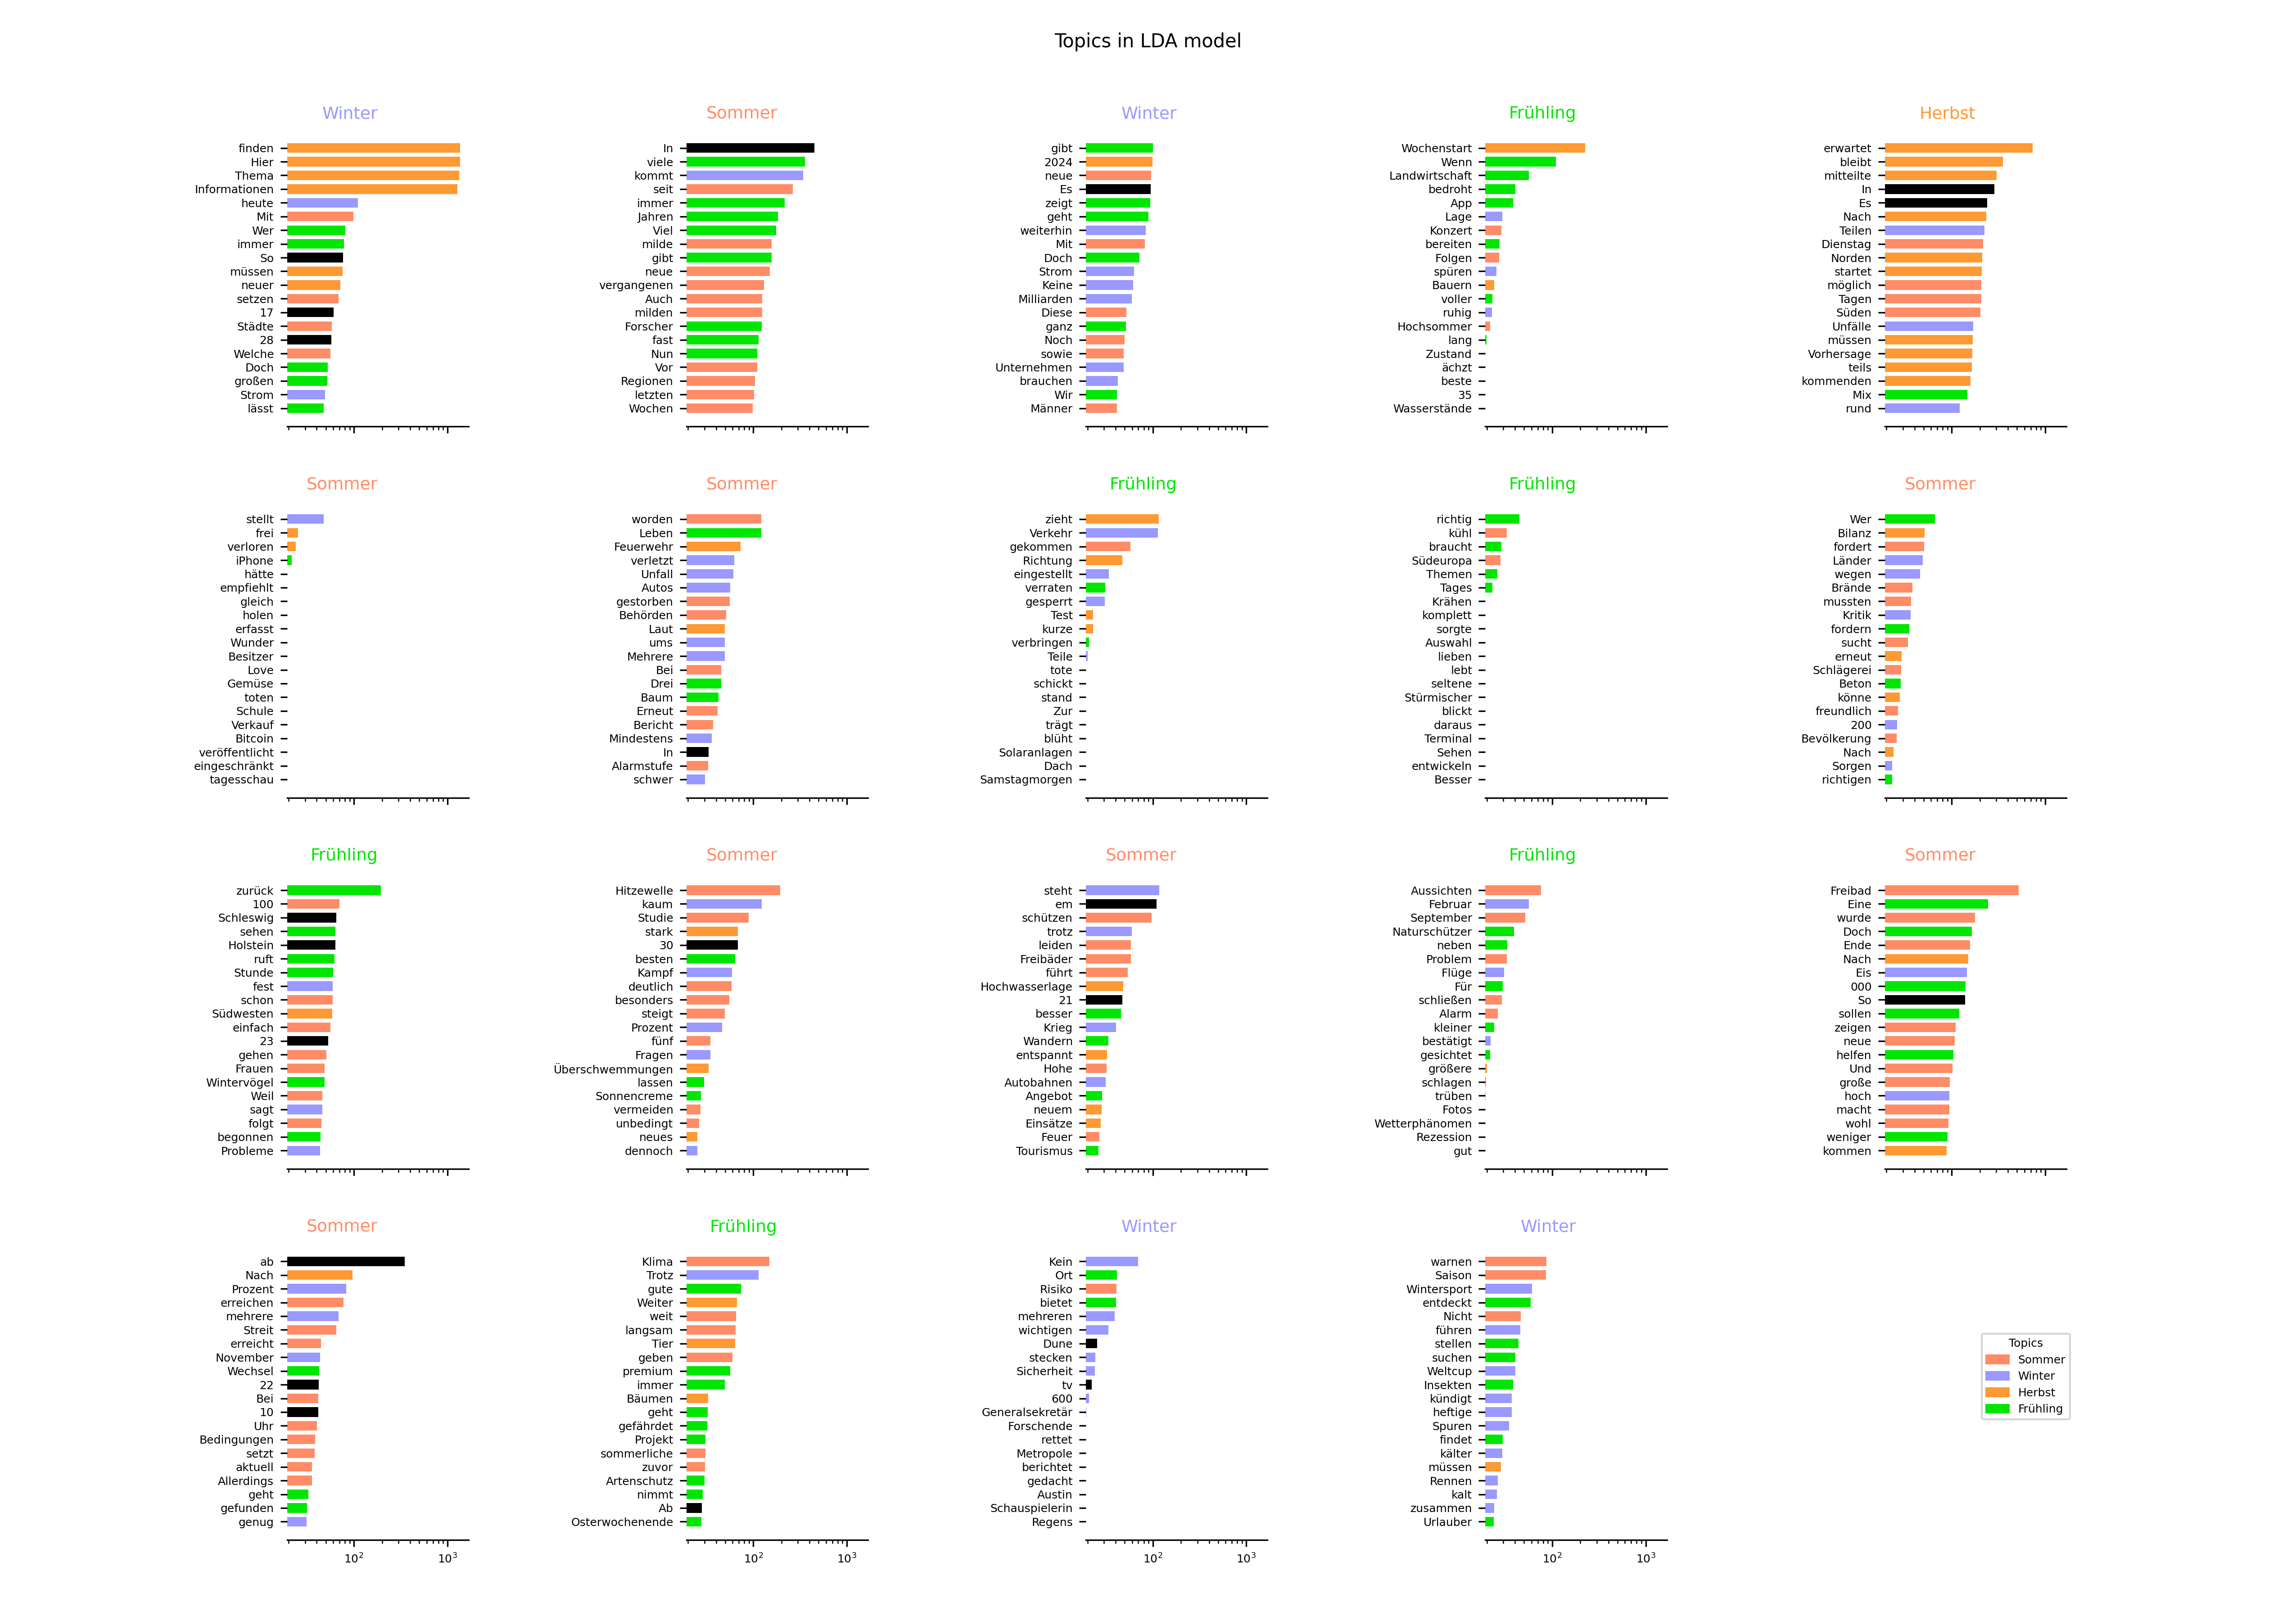 Topics in LDA model
Winter
finden
Hier
Thema
Informationen
heute
Mit
Wer
immer
So
müssen
neuer
setzen
17
Städte
28
Welche
Doch
großen
Strom
lässt
Sommer
In
viele
kommt
seit
immer
Jahren
Viel
milde
gibt
neue
vergangenen
Auch
milden
Forscher
fast
Nun
Vor
Regionen
letzten
Wochen
Winter
gibt
2024
neue
Es
zeigt
geht
weiterhin
Mit
Doch
Strom
Keine
Milliarden
Diese
ganz
Noch
sowie
Unternehmen
brauchen
Wir
Männer
Frühling
Wochenstart
Wenn
Landwirtschaft
bedroht
App
Lage
Konzert
bereiten
Folgen
spüren
Bauern
voller
ruhig
Hochsommer
lang
Zustand
ächzt
beste
35
Wasserstände
Herbst
erwartet
bleibt
mitteilte
In
Es
Nach
Teilen
Dienstag
Norden
startet
möglich
Tagen
Süden
Unfälle
müssen
Vorhersage
teils
kommenden
Mix
rund
Sommer
stellt
frei
verloren
iPhone
hätte
empfiehlt
gleich
holen
erfasst
Wunder
Besitzer
Love
Gemüse
toten
Schule
Verkauf
Bitcoin
veröffentlicht
eingeschränkt
tagesschau
Sommer
worden
Leben
Feuerwehr
verletzt
Unfall
Autos
gestorben
Behörden
Laut
ums
Mehrere
Bei
Drei
Baum
Erneut
Bericht
Mindestens
In
Alarmstufe
schwer
Frühling
zieht
Verkehr
gekommen
Richtung
eingestellt
verraten
gesperrt
Test
kurze
verbringen
Teile
tote
schickt
stand
Zur
trägt
blüht
Solaranlagen
Dach
Samstagmorgen
Frühling
richtig
kühl
braucht
Südeuropa
Themen
Tages
Krähen
komplett
sorgte
Auswahl
lieben
lebt
seltene
Stürmischer
blickt
daraus
Terminal
Sehen
entwickeln
Besser
Sommer
Wer
Bilanz
fordert
Länder
wegen
Brände
mussten
Kritik
fordern
sucht
erneut
Schlägerei
Beton
könne
freundlich
200
Bevölkerung
Nach
Sorgen
richtigen
Frühling
zurück
100
Schleswig
sehen
Holstein
ruft
Stunde
fest
schon
Südwesten
einfach
23
gehen
Frauen
Wintervögel
Weil
sagt
folgt
begonnen
Probleme
Sommer
Hitzewelle
kaum
Studie
stark
30
besten
Kampf
deutlich
besonders
steigt
Prozent
fünf
Fragen
Überschwemmungen
lassen
Sonnencreme
vermeiden
unbedingt
neues
dennoch
Sommer
steht
em
schützen
trotz
leiden
Freibäder
führt
Hochwasserlage
21
besser
Krieg
Wandern
entspannt
Hohe
Autobahnen
Angebot
neuem
Einsätze
Feuer
Tourismus
Frühling
Aussichten
Februar
September
Naturschützer
neben
Problem
Flüge
Für
schließen
Alarm
kleiner
bestätigt
gesichtet
größere
schlagen
trüben
Fotos
Wetterphänomen
Rezession
gut
Sommer
Freibad
Eine
wurde
Doch
Ende
Nach
Eis
000
So
sollen
zeigen
neue
helfen
Und
große
hoch
macht
wohl
weniger
kommen
Sommer
ab
Nach
Prozent
erreichen
mehrere
Streit
erreicht
November
Wechsel
22
Bei
10
Uhr
Bedingungen
setzt
aktuell
Allerdings
geht
gefunden
genug
10² 10³
Frühling
Klima
Trotz
gute
Weiter
weit
langsam
Tier
geben
premium
immer
Bäumen
geht
gefährdet
Projekt
sommerliche
zuvor
Artenschutz
nimmt
Ab
Osterwochenende
10² 10³
Winter
Kein
Ort
Risiko
bietet
mehreren
wichtigen
Dune
stecken
Sicherheit
tv
600
Generalsekretär
Forschende
rettet
Metropole
berichtet
gedacht
Austin
Schauspielerin
Regens
10² 10³
Winter
warnen
Saison
Wintersport
entdeckt
Nicht
führen
stellen
suchen
Weltcup
Insekten
kündigt
heftige
Spuren
findet
kälter
müssen
Rennen
kalt
zusammen
Urlauber
10² 10³
Topics
Sommer
Winter
Herbst
Frühling